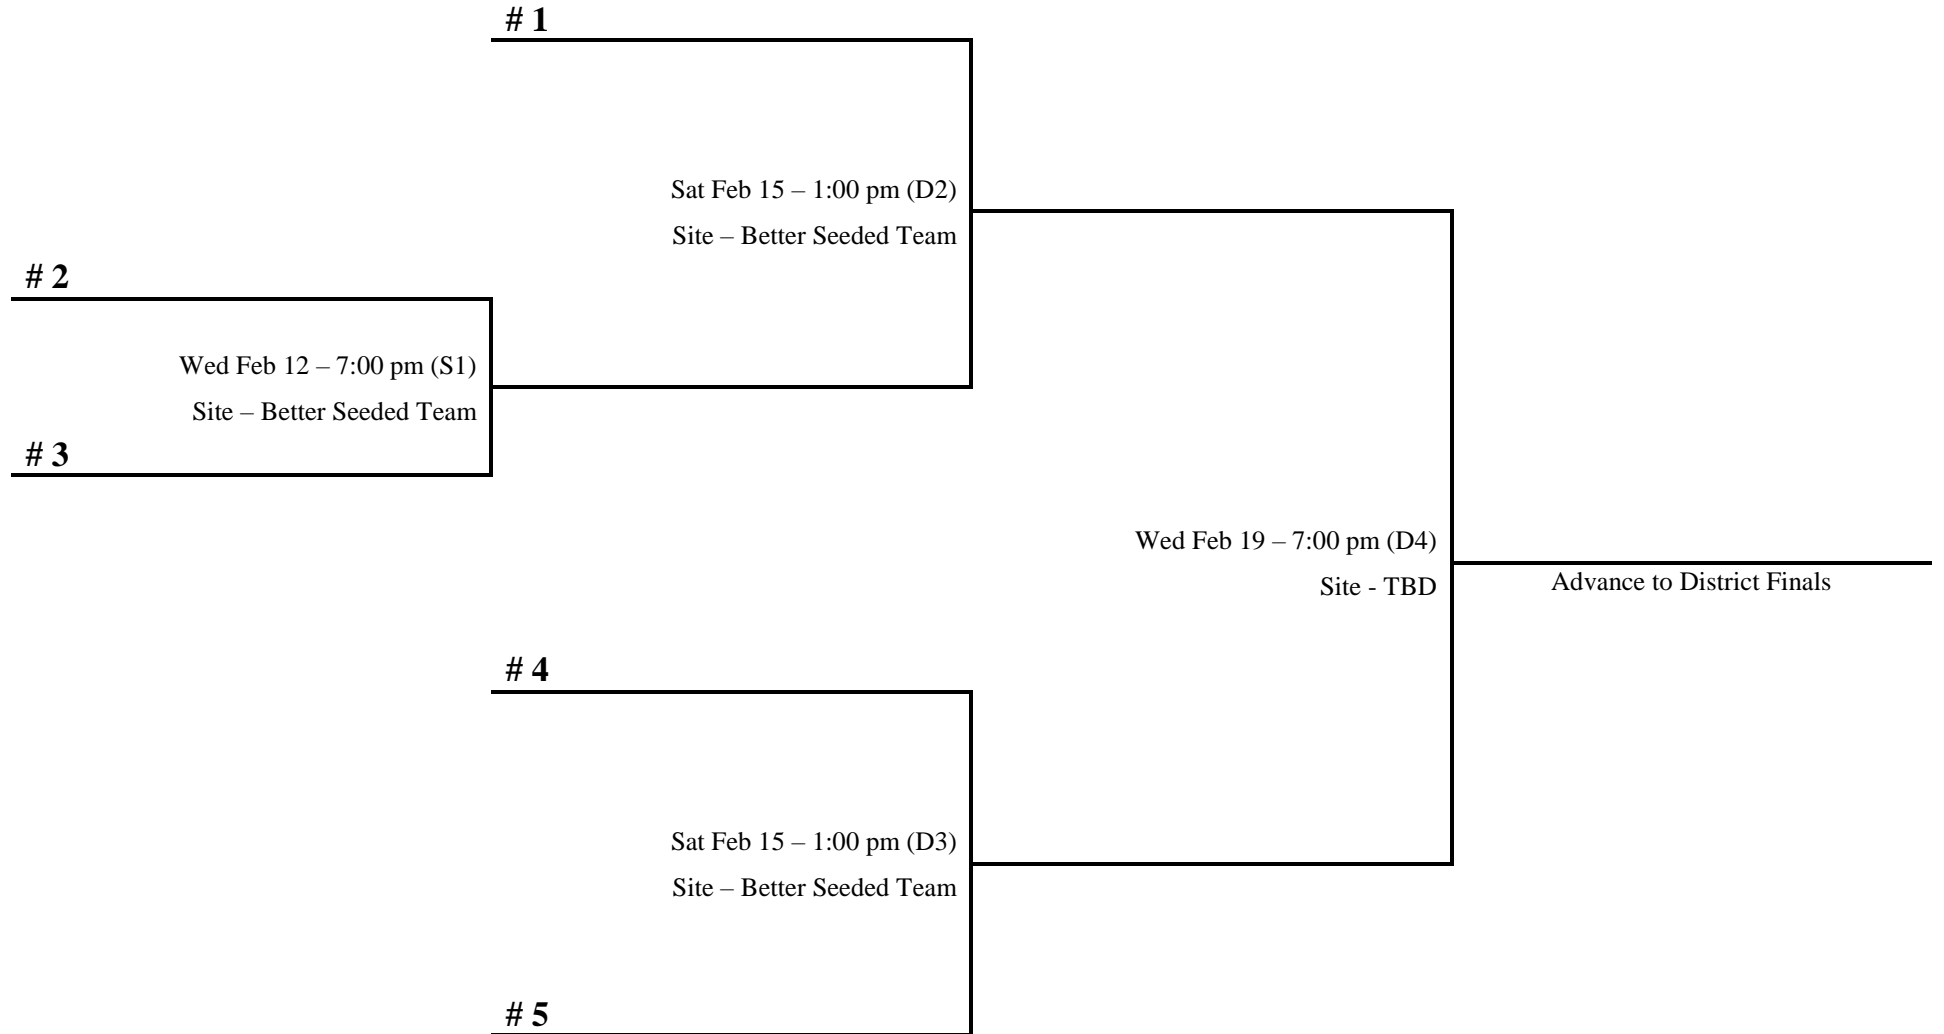 # 1
Sat Feb 15 – 1:00 pm (D2)
Site – Better Seeded Team
# 2
Wed Feb 12 – 7:00 pm (S1)
Site – Better Seeded Team
# 3
Wed Feb 19 – 7:00 pm (D4)
Site - TBD
Advance to District Finals
# 4
Sat Feb 15 – 1:00 pm (D3)
Site – Better Seeded Team
# 5